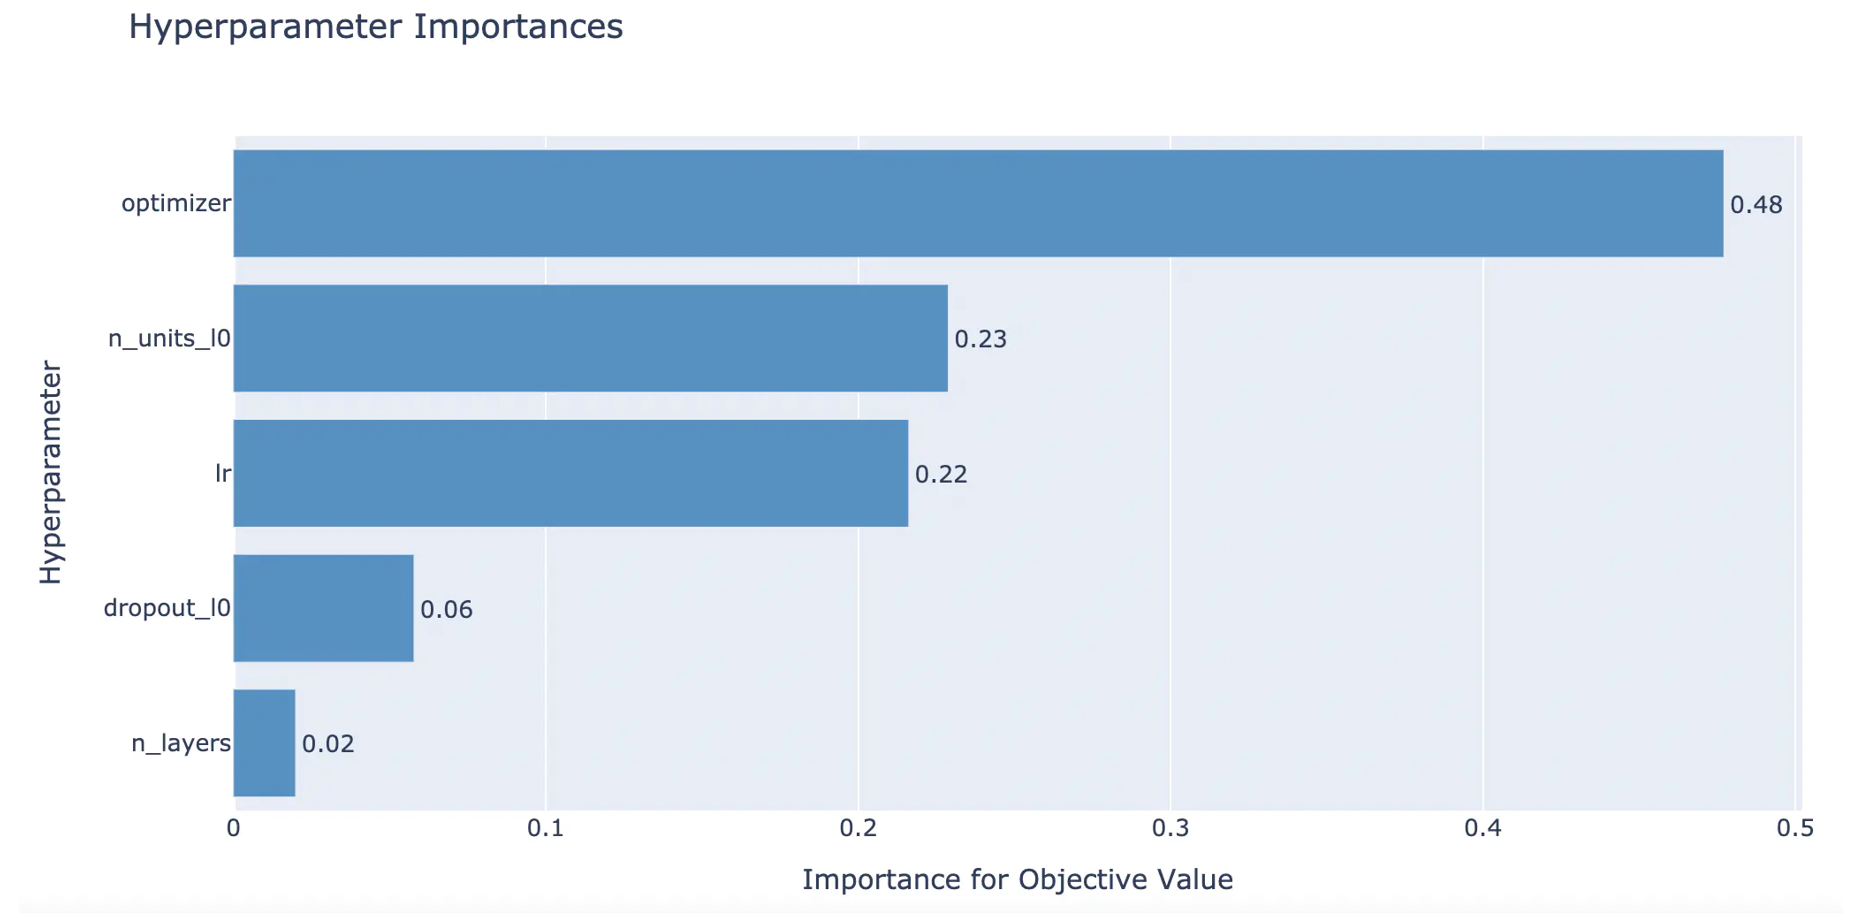 Hyperparameter Importances
optimizer 0.48
n_units_l0 0.23
lr 0.22
dropout_l0 0.06
n_layers 0.02
Hyperparameter
0 0.1 0.2 0.3 0.4 0.5
Importance for Objective Value